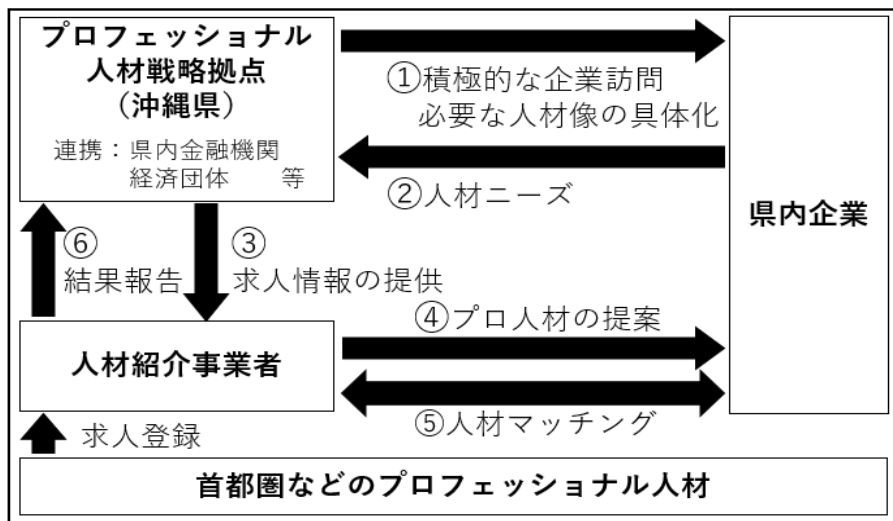 プロフェッショナル
人材戦略拠点
（沖縄県）
連携：県内金融機関
経済団体　　等
①積極的な企業訪問
必要な人材像の具体化
②人材ニーズ
県内企業
⑥
結果報告
③
求人情報の提供
④プロ人材の提案
人材紹介事業者
⑤人材マッチング
求人登録
首都圏などのプロフェッショナル人材